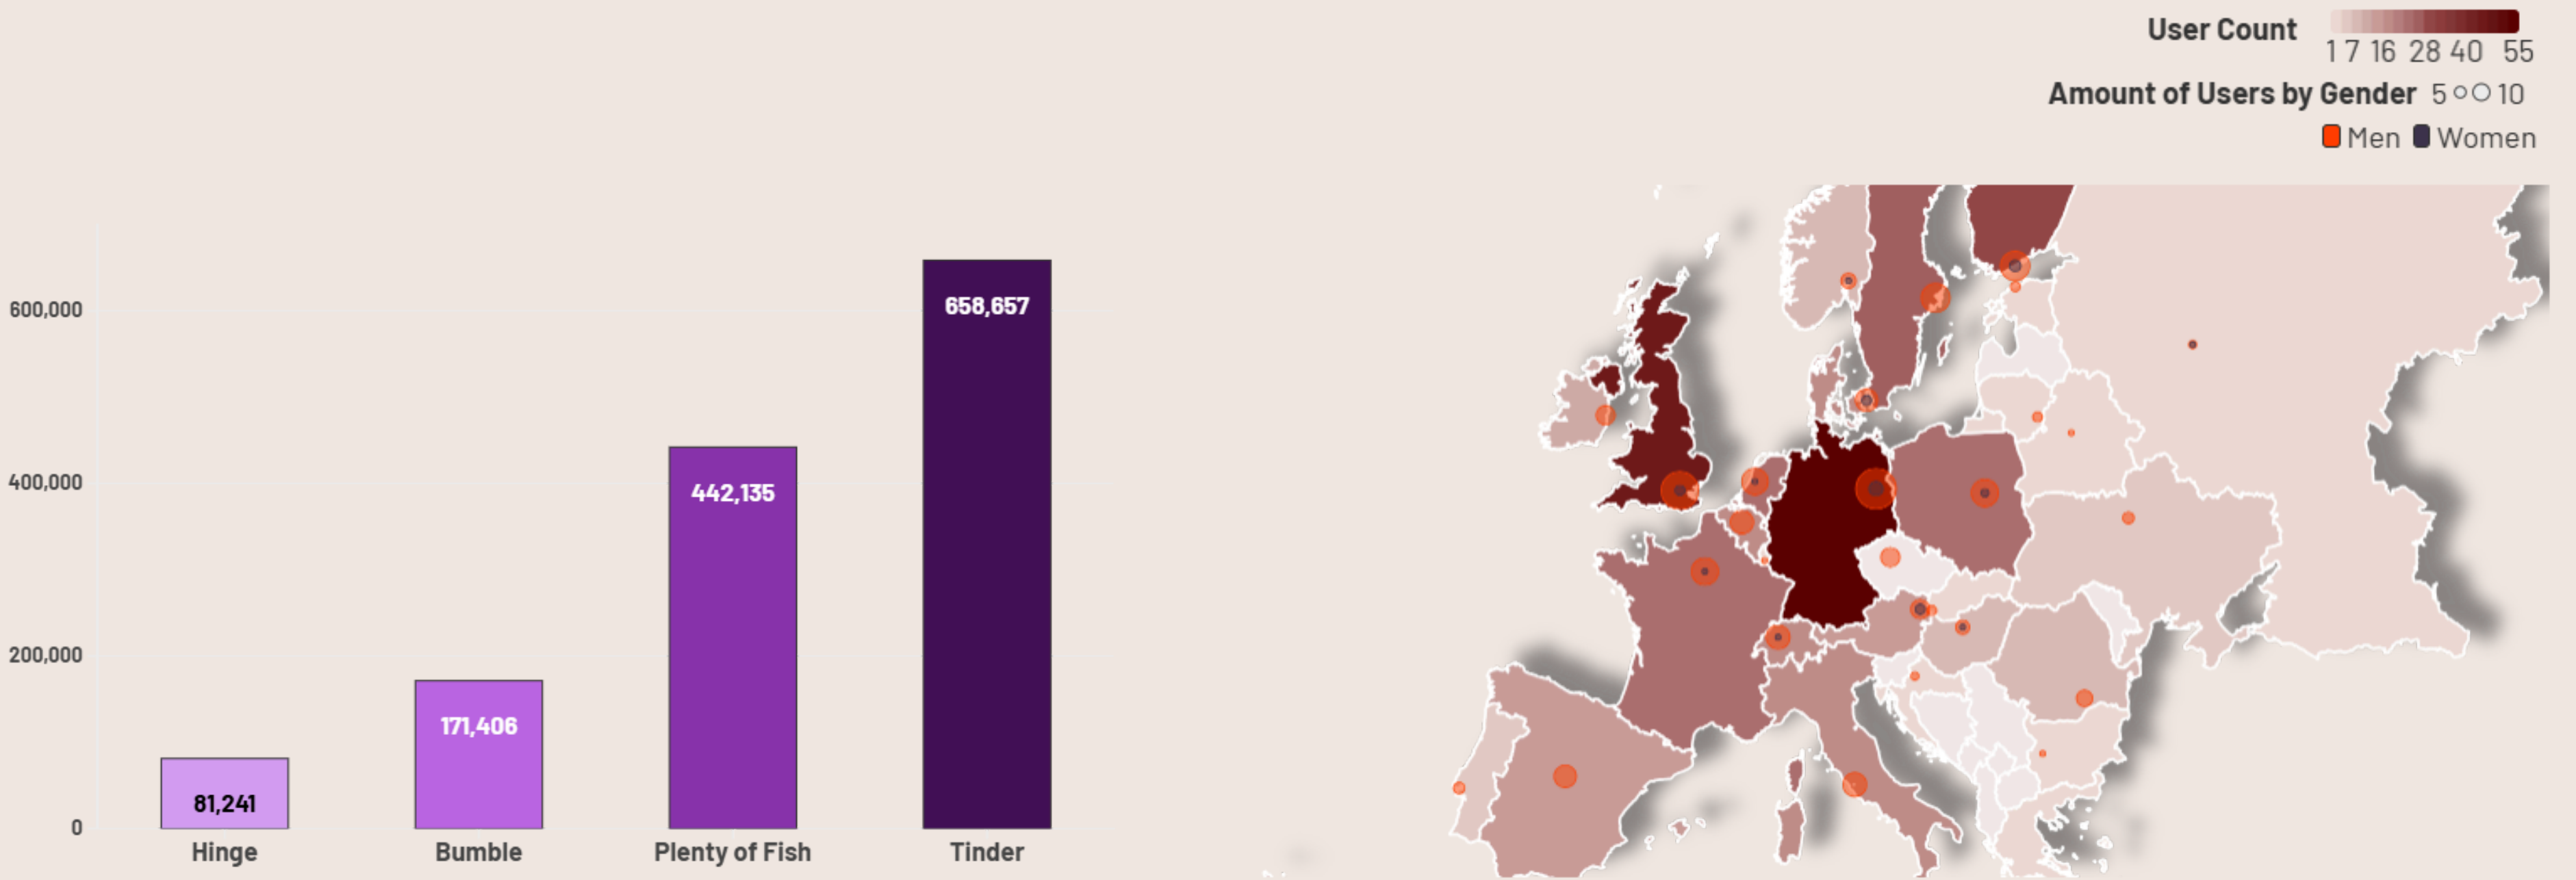 User Count
1 7 16 28 40 55
Amount of Users by Gender 5 10
Men Women
600,000
400,000
200,000
0
81,241
171,406
442,135
658,657
Hinge Bumble Plenty of Fish Tinder